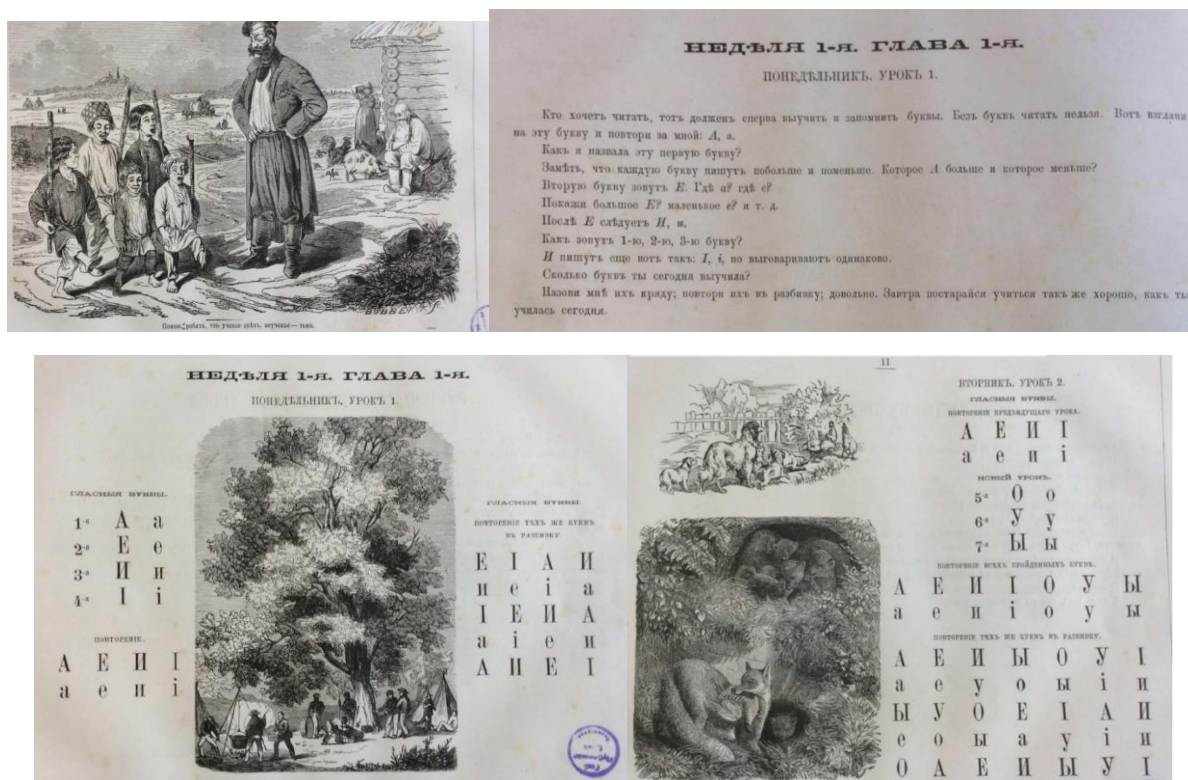 Помни, ребята, что ученье свѣтъ, неученье — тьма.
НЕДѢЛЯ 1-я. ГЛАВА 1-я.
ПОНЕДѢЛЬНИКЪ. УРОКЪ 1.
Кто хочетъ читать, тотъ долженъ сперва выучить и запомнить буквы. Безъ буквъ читать нельзя. Вотъ взгляни
на эту букву и повтори за мной: А, а.
Какъ я назвала эту первую букву?
Замѣть, что каждую букву пишутъ побольше и поменьше. Которое А больше и которое меньше?
Вторую букву зовутъ Е. Гдѣ а? гдѣ е?
Покажи большое Е? маленькое е? и т. д.
Послѣ Е слѣдуетъ И, и.
Какъ зовутъ 1-ю, 2-ю, 3-ю букву?
И пишутъ еще вотъ такъ: I, i, но выговариваютъ одинаково.
Сколько буквъ ты сегодня выучила?
Назови мнѣ ихъ кряду; повтори ихъ въ разбивку; довольно. Завтра постарайся учиться такъ же хорошо, какъ ты
училась сегодня.
НЕДѢЛЯ 1-я. ГЛАВА 1-я.
ПОНЕДѢЛЬНИКЪ. УРОКЪ 1.
ГЛАСНЫЯ БУКВЫ.
1-я А а
2-я Е е
3-я И и
4-я I i
ПОВТОРЕНІЕ.
А Е И I
а е и i
ГЛАСНЫЯ БУКВЫ.
ПОВТОРЕНІЕ ТѢХЪ ЖЕ БУКВЪ
ВЪ РАЗБИВКУ.
Е I А И
и е i а
I Е И А
а i е и
А И Е I
11
ВТОРНИКЪ. УРОКЪ 2.
ГЛАСНЫЯ БУКВЫ.
ПОВТОРЕНІЕ ПРЕДЪИДУЩАГО УРОКА.
А Е И I
а е и i
НОВЫЙ УРОКЪ.
5-я О о
6-я У у
7-я Ы ы
ПОВТОРЕНІЕ ВСѢХЪ ПРОЙДЕННЫХЪ БУКВЪ.
А Е И I О У Ы
а е и i о у ы
ПОВТОРЕНІЕ ТѢХЪ ЖЕ БУКВЪ ВЪ РАЗБИВКУ.
А Е И Ы О У I
а е у о ы i и
Ы У О Е I А И
е о ы а у i и
О А Е И Ы У I